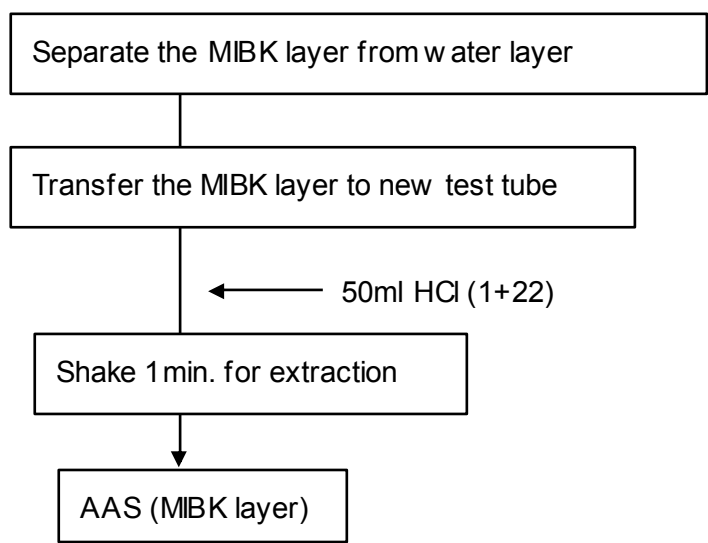 Separate the MIBK layer from water layer
Transfer the MIBK layer to new test tube
50ml HCl (1+22)
Shake 1min. for extraction
AAS (MIBK layer)